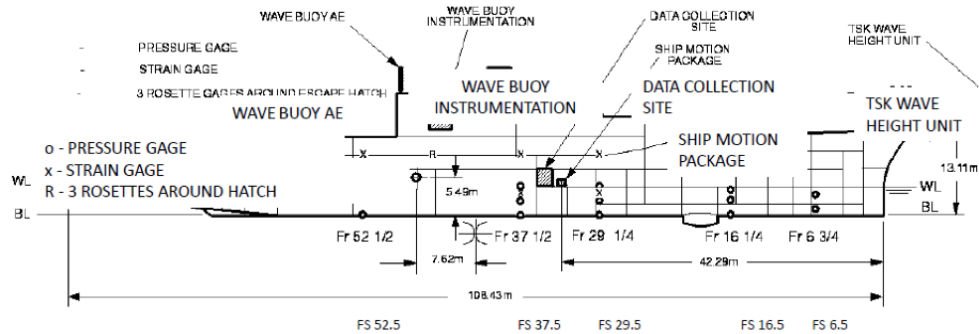 WAVE BUOY AE
WAVE BUOY
INSTRUMENTATION
DATA COLLECTION
SITE
SHIP MOTION
PACKAGE
TSK WAVE
HEIGHT UNIT
- PRESSURE GAGE
- STRAIN GAGE
- 3 ROSETTE GAGES AROUND ESCAPE HATCH
WAVE BUOY AE
WAVE BUOY
INSTRUMENTATION
DATA COLLECTION
SITE
SHIP MOTION
PACKAGE
TSK WAVE
HEIGHT UNIT
o - PRESSURE GAGE
x - STRAIN GAGE
R - 3 ROSETTES AROUND HATCH
X R X X
13.11m
WL
5.49m
WL
BL
BL
Fr 52 1/2
Fr 37 1/2
Fr 29 1/4
Fr 16 1/4
Fr 6 3/4
7.62m
42.29m
108.43m
FS 52.5
FS 37.5
FS 29.5
FS 16.5
FS 6.5